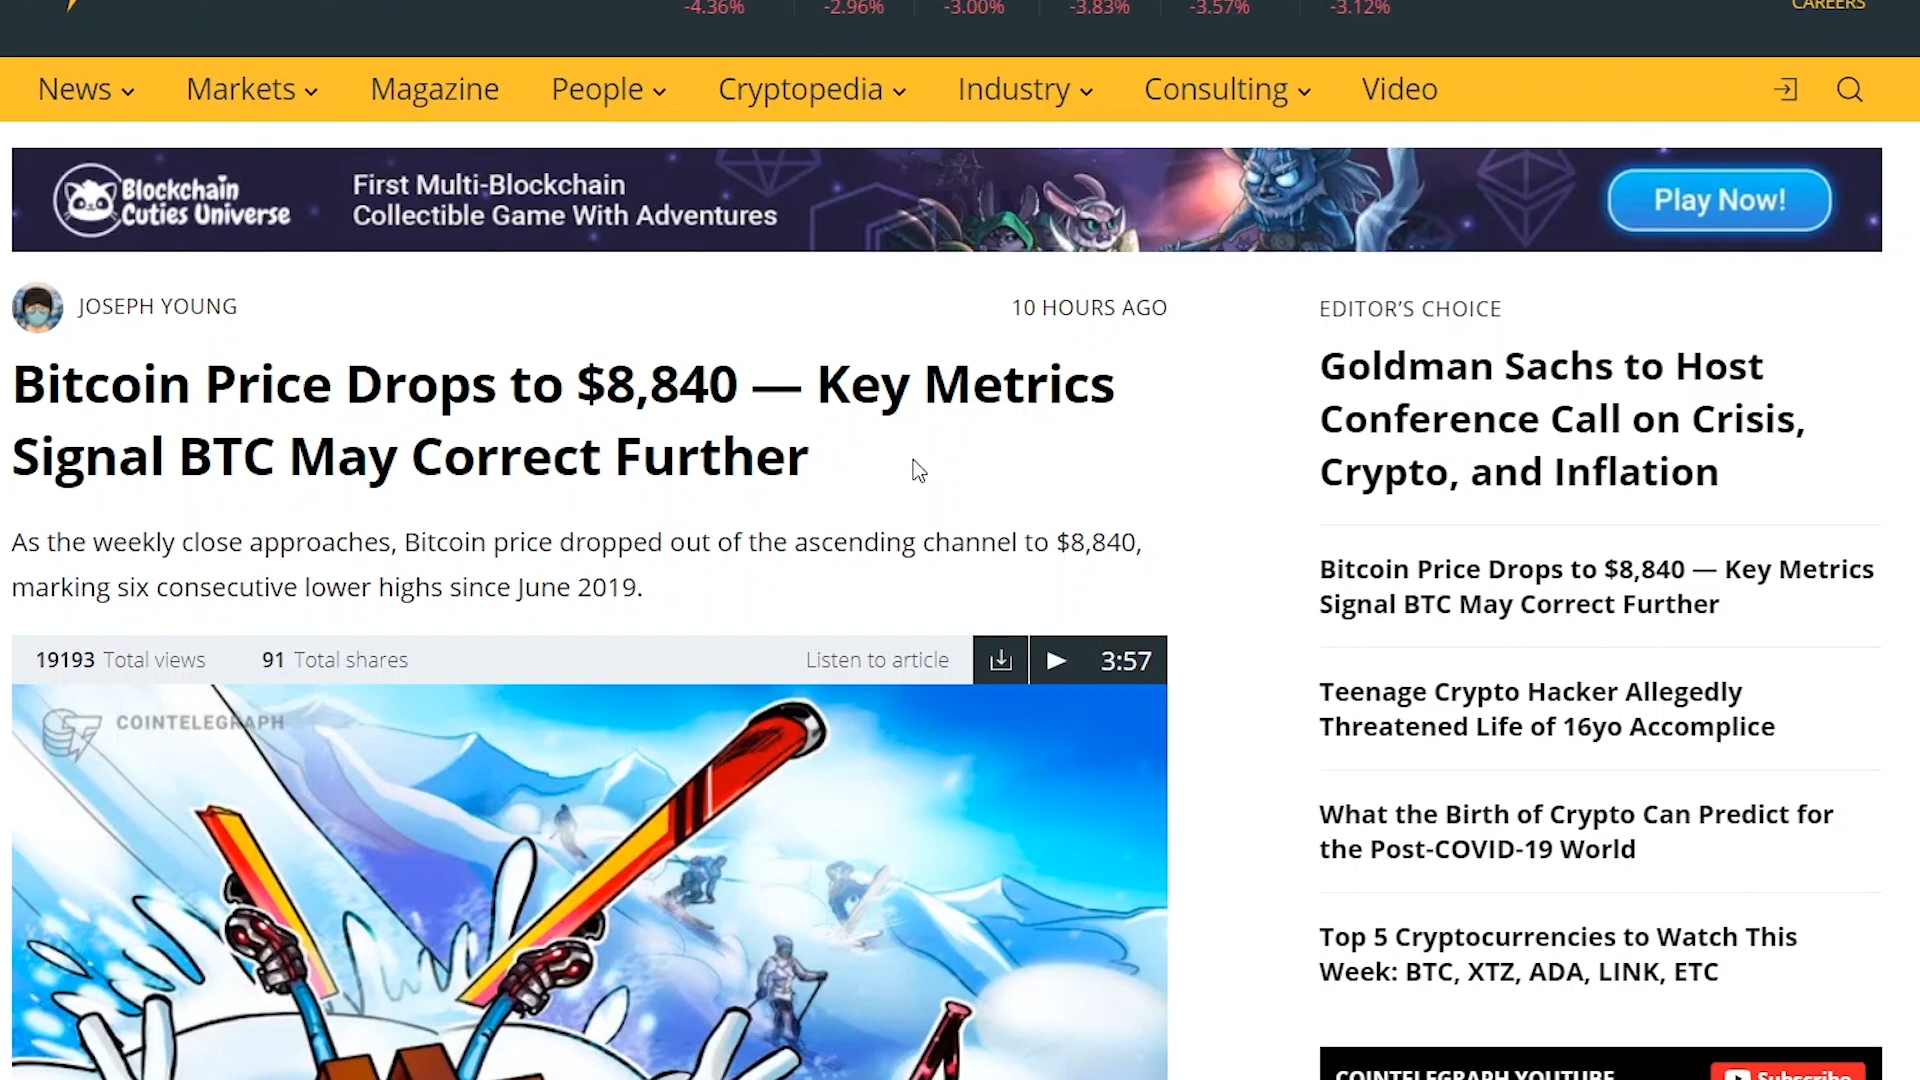 -4.36% -2.96% -3.00% -3.83% -3.57% -3.12%
CAREERS
News Markets Magazine People Cryptopedia Industry Consulting Video
Blockchain
Cuties Universe
First Multi-Blockchain
Collectible Game With Adventures
Play Now!
JOSEPH YOUNG
10 HOURS AGO
Bitcoin Price Drops to $8,840 — Key Metrics
Signal BTC May Correct Further
As the weekly close approaches, Bitcoin price dropped out of the ascending channel to $8,840,
marking six consecutive lower highs since June 2019.
19193 Total views 91 Total shares Listen to article 3:57
COINTELEGRAPH
EDITOR’S CHOICE
Goldman Sachs to Host
Conference Call on Crisis,
Crypto, and Inflation
Bitcoin Price Drops to $8,840 — Key Metrics
Signal BTC May Correct Further
Teenage Crypto Hacker Allegedly
Threatened Life of 16yo Accomplice
What the Birth of Crypto Can Predict for
the Post-COVID-19 World
Top 5 Cryptocurrencies to Watch This
Week: BTC, XTZ, ADA, LINK, ETC
COINTELEGRAPH YOUTUBE
Subscribe